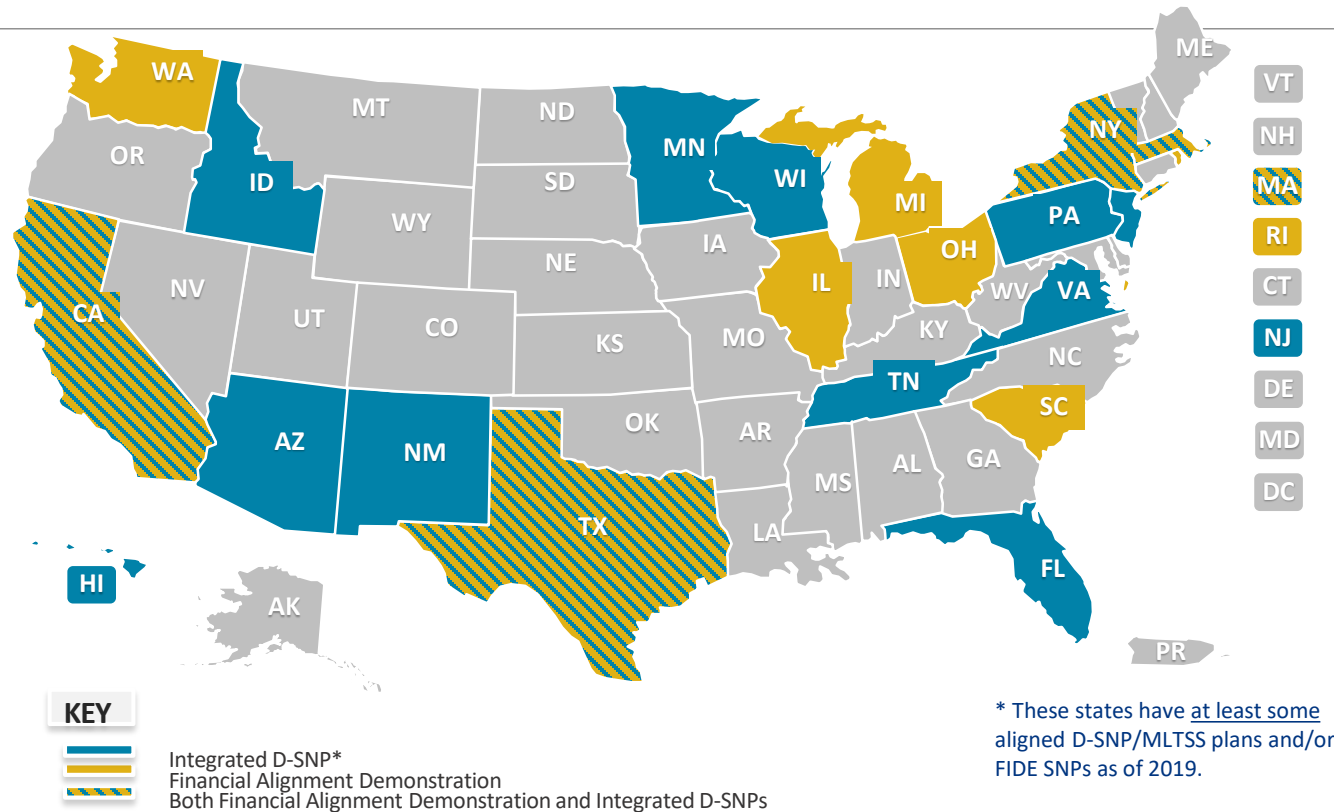 ME
WA
MT
ND
VT
OR
MN
NY
NH
ID
SD
WI
MA
WY
MI
PA
RI
IA
OH
NE
NV
IL
IN
WV
VA
CT
CA
UT
CO
KS
MO
KY
NJ
NC
TN
DE
AZ
NM
OK
AR
SC
MD
MS
AL
GA
DC
TX
LA
HI
FL
AK
PR
KEY
Integrated D-SNP*
Financial Alignment Demonstration
Both Financial Alignment Demonstration and Integrated D-SNPs
* These states have at least some
aligned D-SNP/MLTSS plans and/or
FIDE SNPs as of 2019.